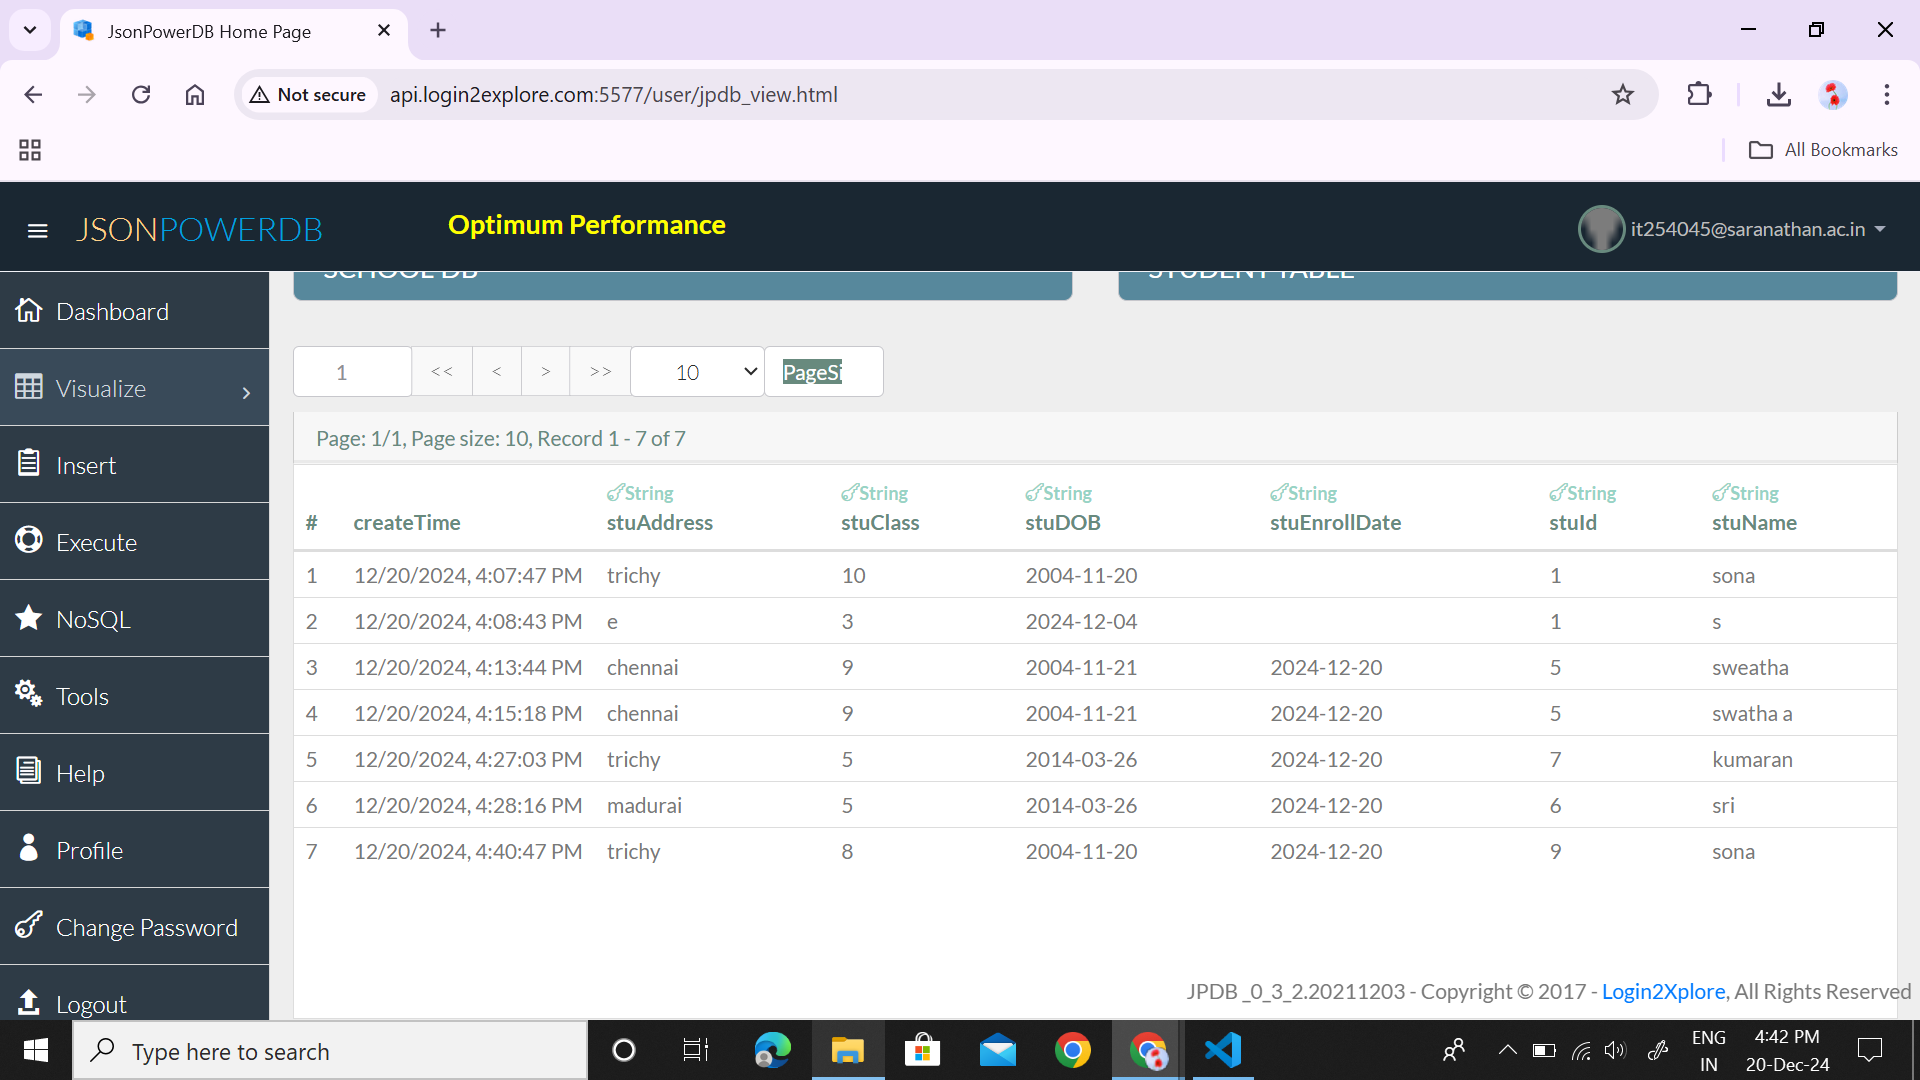 JsonPowerDB Home Page
Not secure api.login2explore.com:5577/user/jpdb_view.html
All Bookmarks
JSONPOWERDB Optimum Performance it254045@saranathan.ac.in
SCHOOL DB STUDENT TABLE
Dashboard
Visualize
Insert
Execute
NoSQL
Tools
Help
Profile
Change Password
Logout
1 << < > >> 10 PageSi
Page: 1/1, Page size: 10, Record 1 - 7 of 7
String String String String String String
# createTime stuAddress stuClass stuDOB stuEnrollDate stuId stuName
1 12/20/2024, 4:07:47 PM trichy 10 2004-11-20 1 sona
2 12/20/2024, 4:08:43 PM e 3 2024-12-04 1 s
3 12/20/2024, 4:13:44 PM chennai 9 2004-11-21 2024-12-20 5 sweatha
4 12/20/2024, 4:15:18 PM chennai 9 2004-11-21 2024-12-20 5 swatha a
5 12/20/2024, 4:27:03 PM trichy 5 2014-03-26 2024-12-20 7 kumaran
6 12/20/2024, 4:28:16 PM madurai 5 2014-03-26 2024-12-20 6 sri
7 12/20/2024, 4:40:47 PM trichy 8 2004-11-20 2024-12-20 9 sona
JPDB _0_3_2.20211203 - Copyright © 2017 - Login2Xplore, All Rights Reserved
Type here to search
ENG
IN
4:42 PM
20-Dec-24